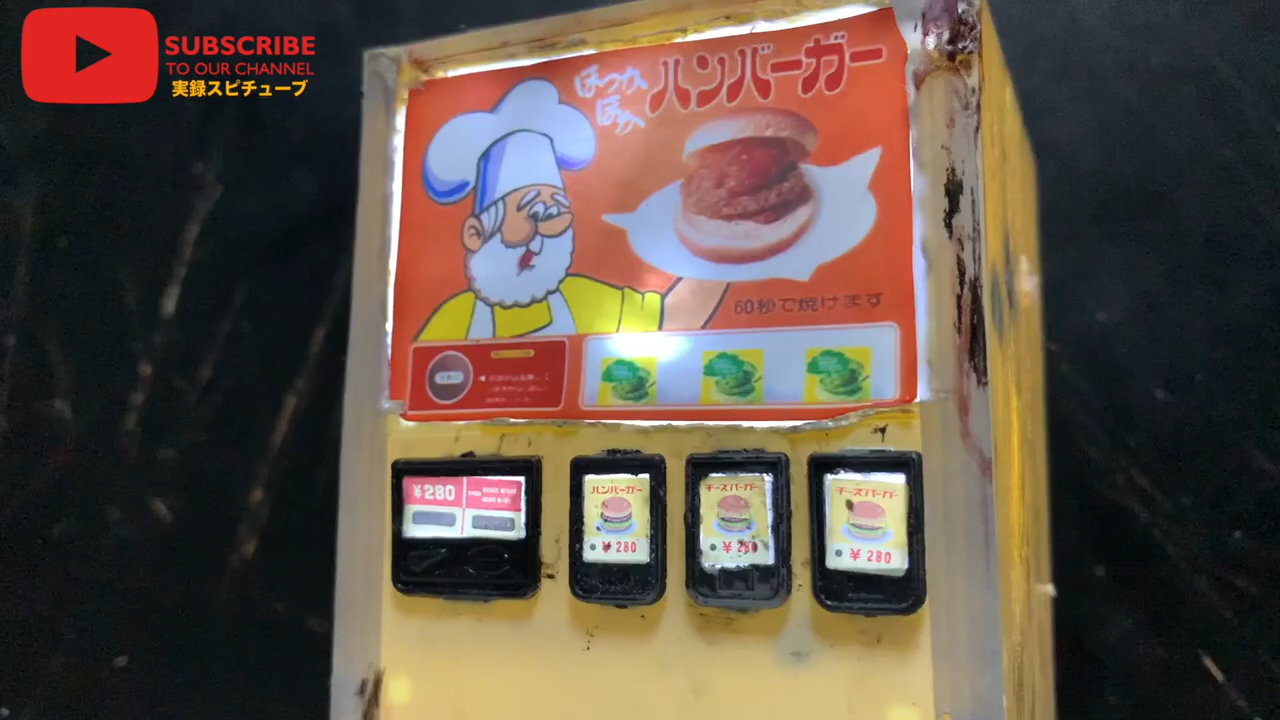 SUBSCRIBE
TO OUR CHANNEL
実録スピチューブ
ほっかほか
ハンバーガー
60秒で焼けます
¥280
ハンバーガー
¥ 280
チーズバーガー
¥ 280
チーズバーガー
¥ 280